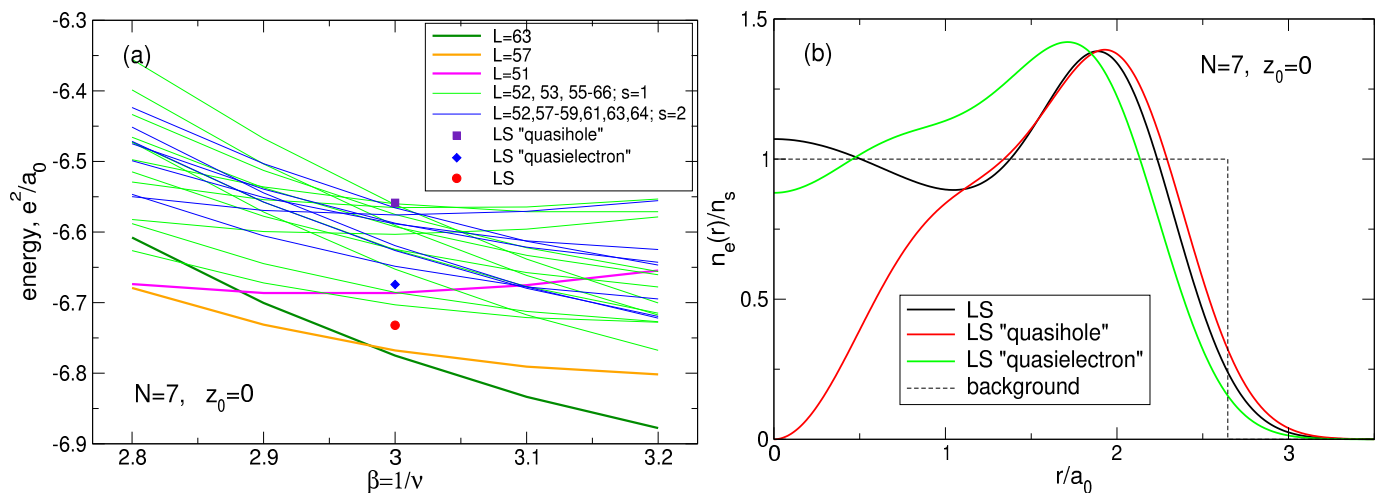 (a)
L=63
L=57
L=51
L=52, 53, 55-66; s=1
L=52,57-59,61,63,64; s=2
LS "quasihole"
LS "quasielectron"
LS
energy, e²/a₀
-6.3
-6.4
-6.5
-6.6
-6.7
-6.8
-6.9
N=7, z₀=0
2.8
2.9
3
3.1
3.2
β=1/ν
(b)
N=7, z₀=0
nₑ(r)/nₛ
1.5
1
0.5
0
LS
LS "quasihole"
LS "quasielectron"
background
0
1
2
3
r/a₀